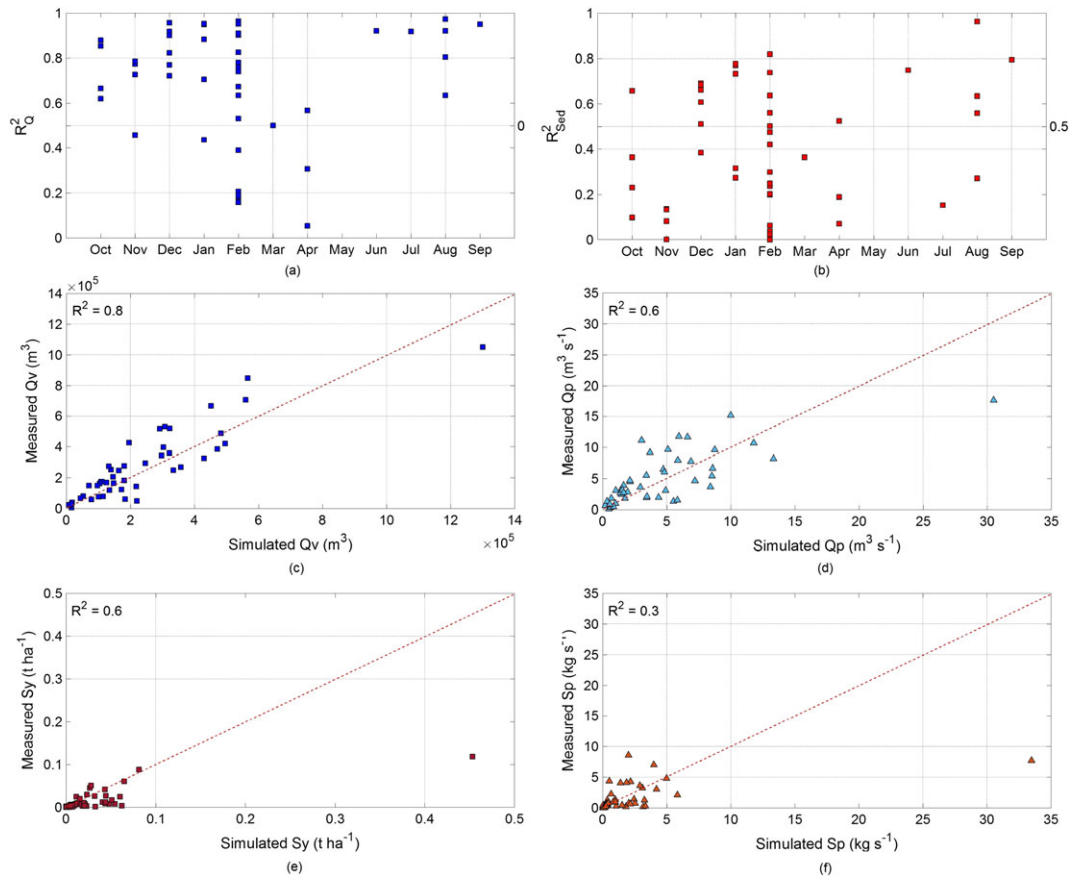 1
0.8
0.6
0.4
0.2
0
R²_Q
0
Oct Nov Dec Jan Feb Mar Apr May Jun Jul Aug Sep
(a)
1
0.8
0.6
0.4
0.2
0
R²_Sed
0.5
Oct Nov Dec Jan Feb Mar Apr May Jun Jul Aug Sep
(b)
× 10⁵
14
12
10
8
6
4
2
0
Measured Qv (m³)
R² = 0.8
0 2 4 6 8 10 12 14
Simulated Qv (m³)
× 10⁵
(c)
35
30
25
20
15
10
5
0
Measured Qp (m³ s⁻¹)
R² = 0.6
0 5 10 15 20 25 30 35
Simulated Qp (m³ s⁻¹)
(d)
0.5
0.4
0.3
0.2
0.1
0
Measured Sy (t ha⁻¹)
R² = 0.6
0 0.1 0.2 0.3 0.4 0.5
Simulated Sy (t ha⁻¹)
(e)
35
30
25
20
15
10
5
0
Measured Sp (kg s⁻¹)
R² = 0.3
0 5 10 15 20 25 30 35
Simulated Sp (kg s⁻¹)
(f)